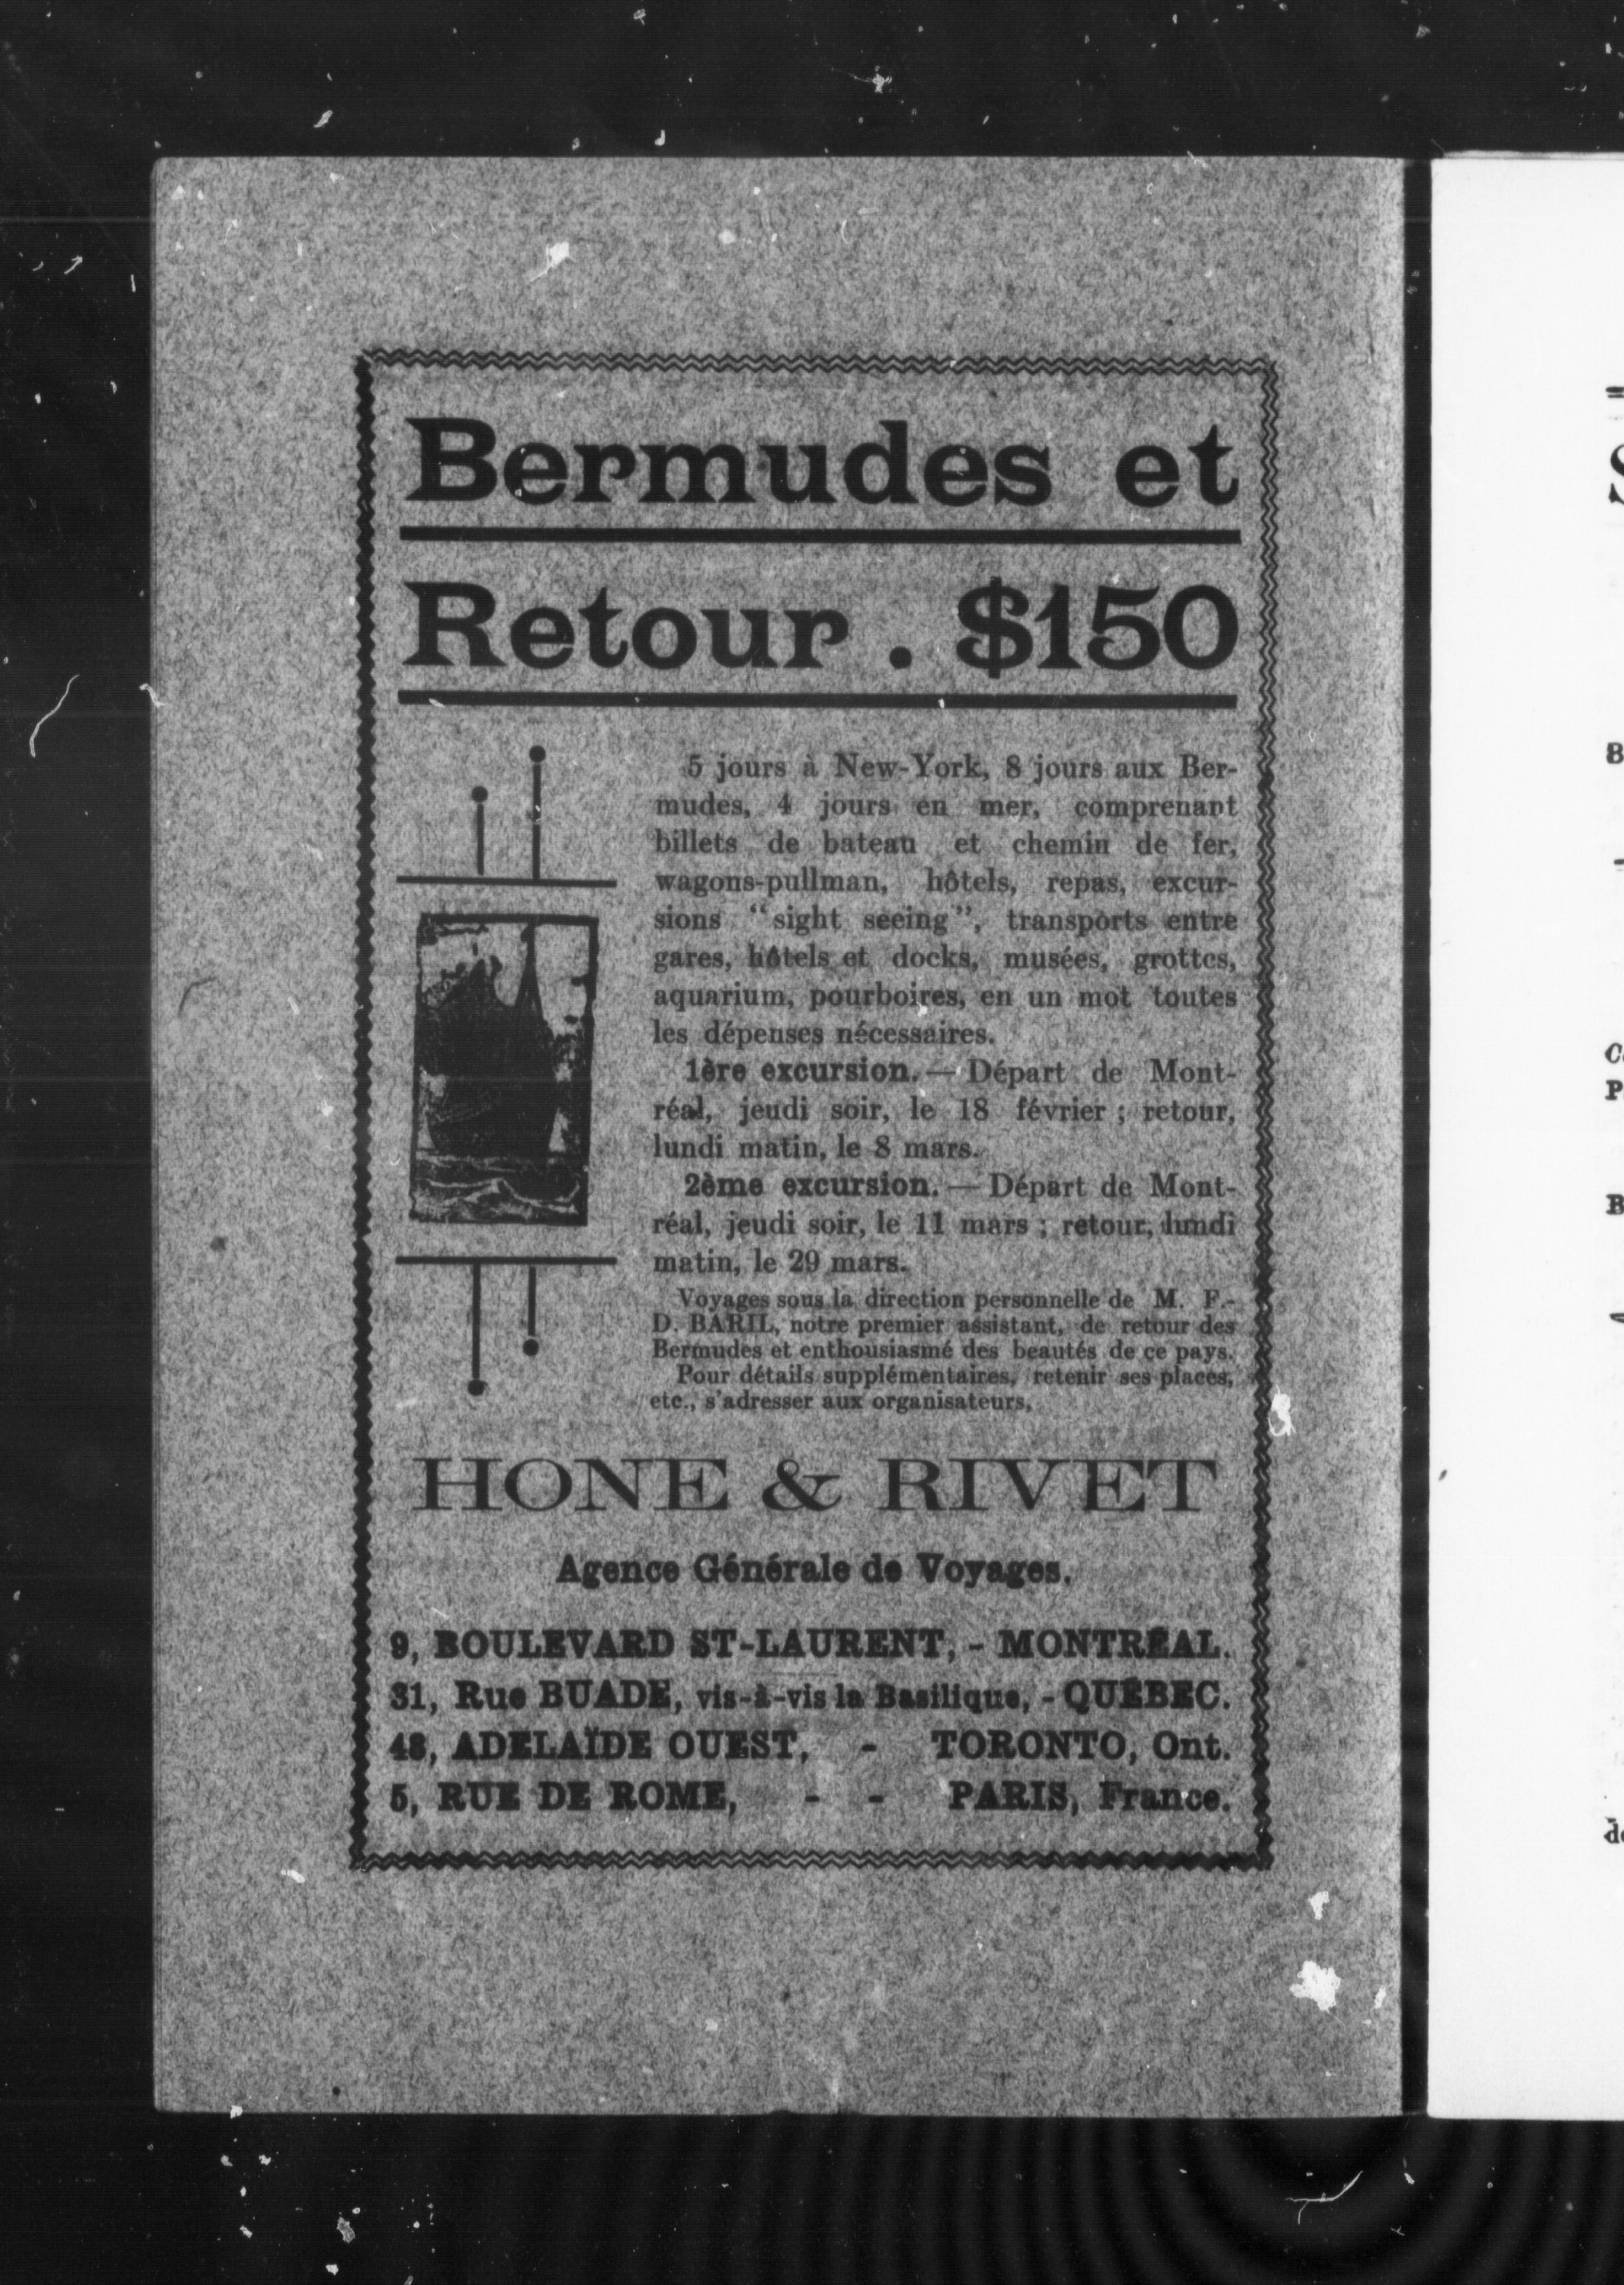 Bermudes et
Retour . $150
5 jours à New-York, 8 jours aux Ber-
mudes, 4 jours en mer, comprenant
billets de bateau et chemin de fer,
wagons-pullman, hôtels, repas, excur-
sions "sight seeing", transports entre
gares, hôtels et docks, musées, grottes,
aquarium, pourboires, en un mot toutes
les dépenses nécessaires.
1ère excursion. — Départ de Mont-
réal, jeudi soir, le 18 février ; retour,
lundi matin, le 8 mars.
2ème excursion. — Départ de Mont-
réal, jeudi soir, le 11 mars ; retour, lundi
matin, le 29 mars.
Voyages sous la direction personnelle de M. F.-
D. BARIL, notre premier assistant, de retour des
Bermudes et enthousiasmé des beautés de ce pays.
Pour détails supplémentaires, retenir ses places,
etc., s'adresser aux organisateurs.
HONE & RIVET
Agence Générale de Voyages.
9, BOULEVARD ST-LAURENT, - MONTRÉAL.
31, Rue BUADE, vis-à-vis la Basilique, - QUÉBEC.
48, ADELAÏDE OUEST, - TORONTO, Ont.
5, RUE DE ROME, - - PARIS, France.